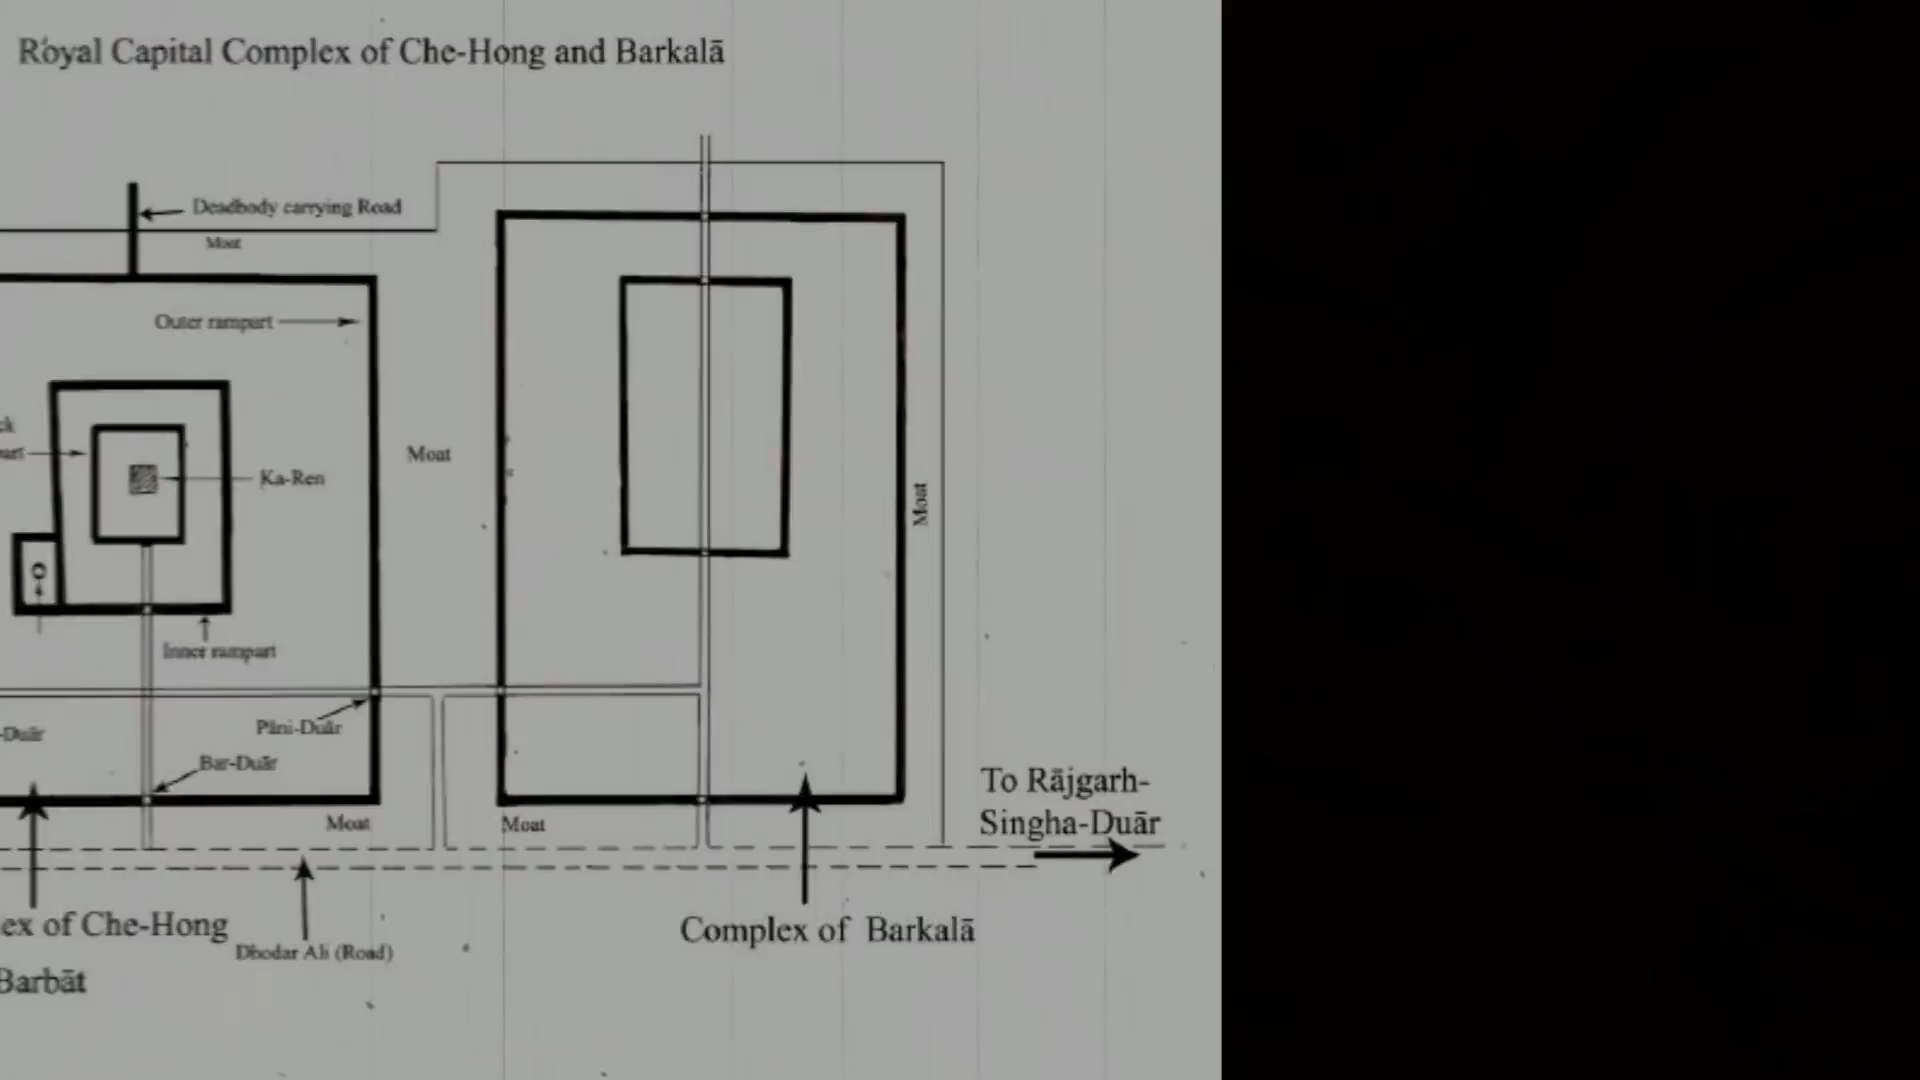 Royal Capital Complex of Che-Hong and Barkalā
Deadbody carrying Road
Moat
Outer rampart
Ka-Ren
Moat
Moat
Inner rampart
Pāni-Duār
-Duār
Bar-Duār
Moat
Moat
To Rājgarh-
Singha-Duār
ex of Che-Hong
Dhodar Ali (Road)
Complex of Barkalā
Barbāt